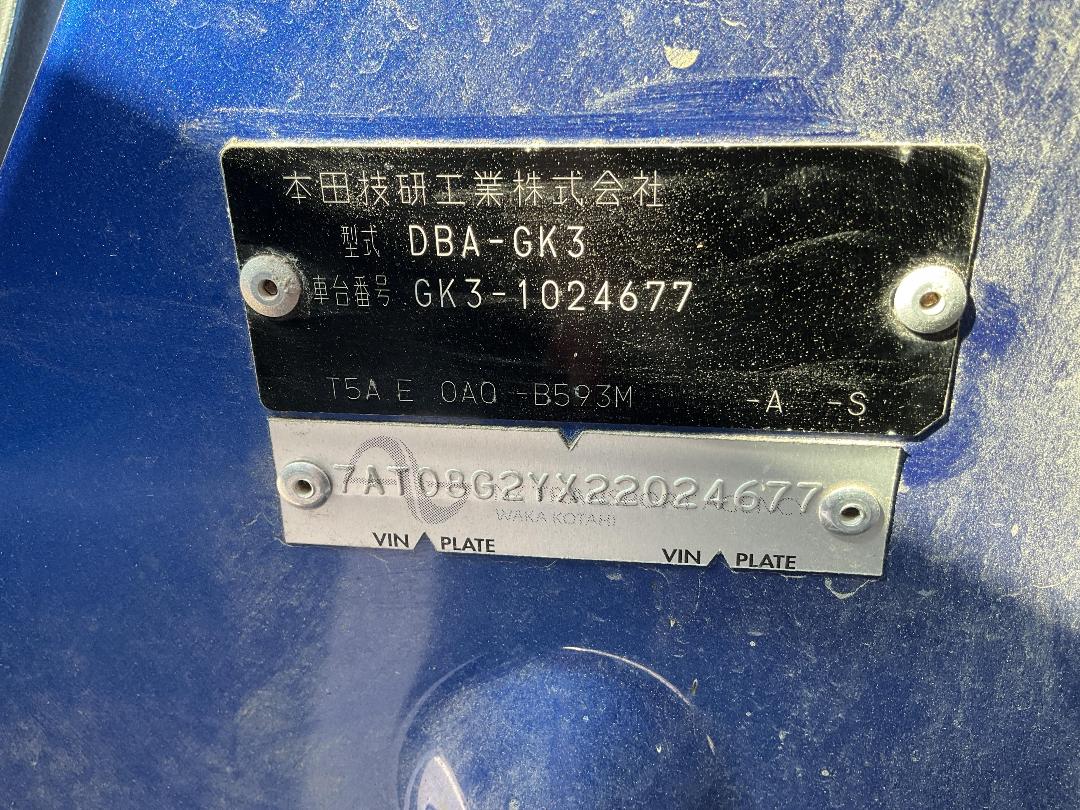 本田技研工業株式会社
型式 DBA-GK3
車台番号 GK3-1024677
T5A E 0A0 -B593M -A -S
7AT08G2YX22024677
WAKA KOTAHI
VIN PLATE VIN PLATE